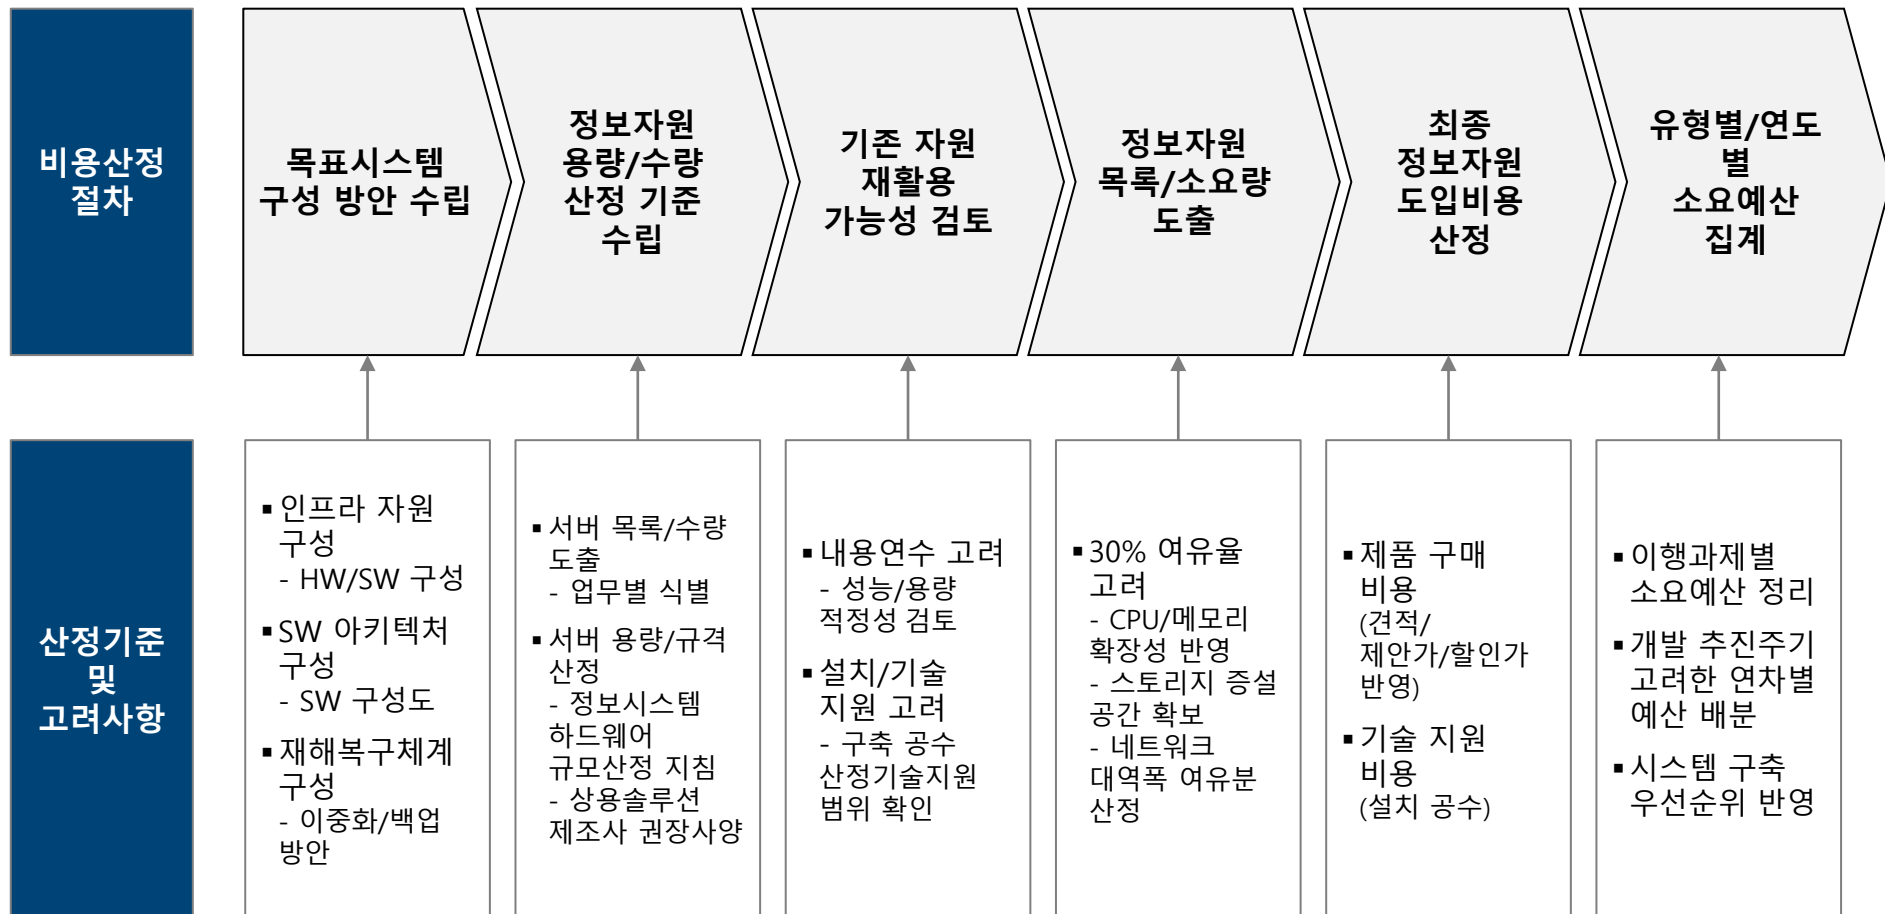 비용산정
절차
목표시스템
구성 방안 수립
정보자원
용량/수량
산정 기준
수립
기존 자원
재활용
가능성 검토
정보자원
목록/소요량
도출
최종
정보자원
도입비용
산정
유형별/연도
별
소요예산
집계
산정기준
및
고려사항
▪인프라 자원
구성
- HW/SW 구성
▪SW 아키텍처
구성
- SW 구성도
▪재해복구체계
구성
- 이중화/백업
방안
▪서버 목록/수량
도출
- 업무별 식별
▪서버 용량/규격
산정
- 정보시스템
하드웨어
규모산정 지침
- 상용솔루션
제조사 권장사양
▪내용연수 고려
- 성능/용량
적정성 검토
▪설치/기술
지원 고려
- 구축 공수
산정기술지원
범위 확인
▪30% 여유율
고려
- CPU/메모리
확장성 반영
- 스토리지 증설
공간 확보
- 네트워크
대역폭 여유분
산정
▪제품 구매
비용
(견적/
제안가/할인가
반영)
▪기술 지원
비용
(설치 공수)
▪이행과제별
소요예산 정리
▪개발 추진주기
고려한 연차별
예산 배분
▪시스템 구축
우선순위 반영